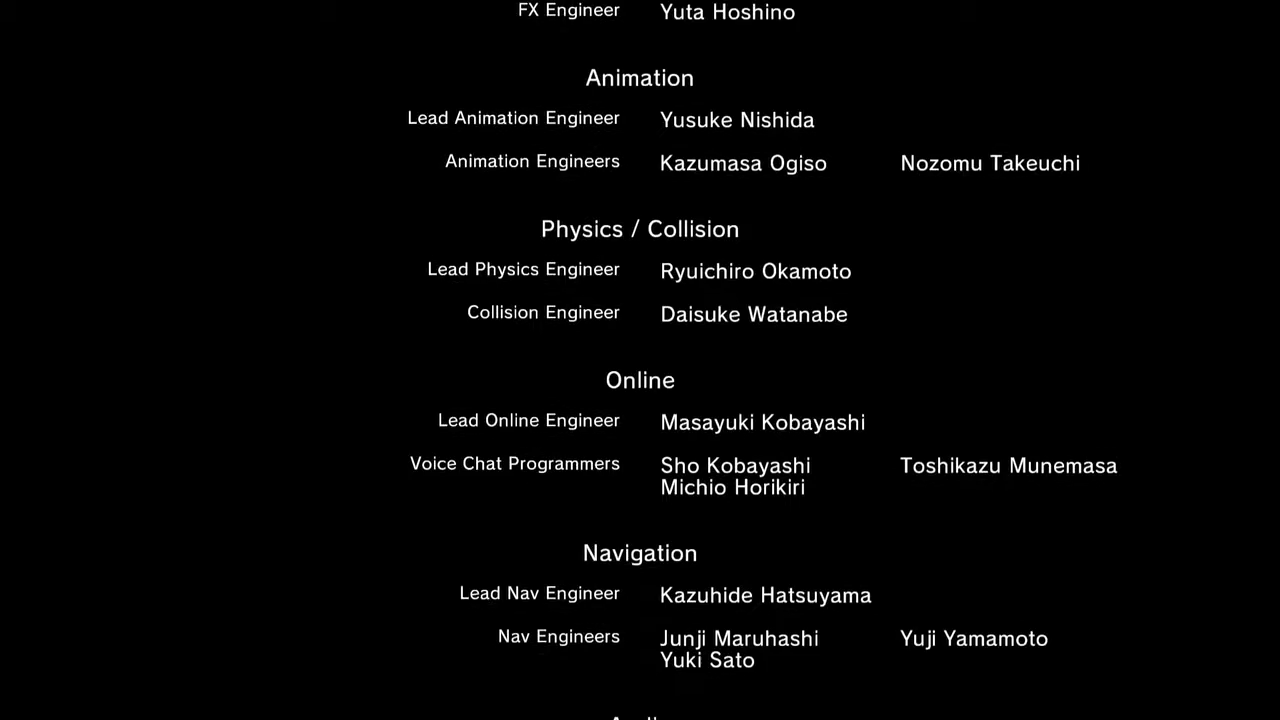 FX Engineer Yuta Hoshino
Animation
Lead Animation Engineer Yusuke Nishida
Animation Engineers Kazumasa Ogiso Nozomu Takeuchi
Physics / Collision
Lead Physics Engineer Ryuichiro Okamoto
Collision Engineer Daisuke Watanabe
Online
Lead Online Engineer Masayuki Kobayashi
Voice Chat Programmers Sho Kobayashi Toshikazu Munemasa
Michio Horikiri
Navigation
Lead Nav Engineer Kazuhide Hatsuyama
Nav Engineers Junji Maruhashi Yuji Yamamoto
Yuki Sato